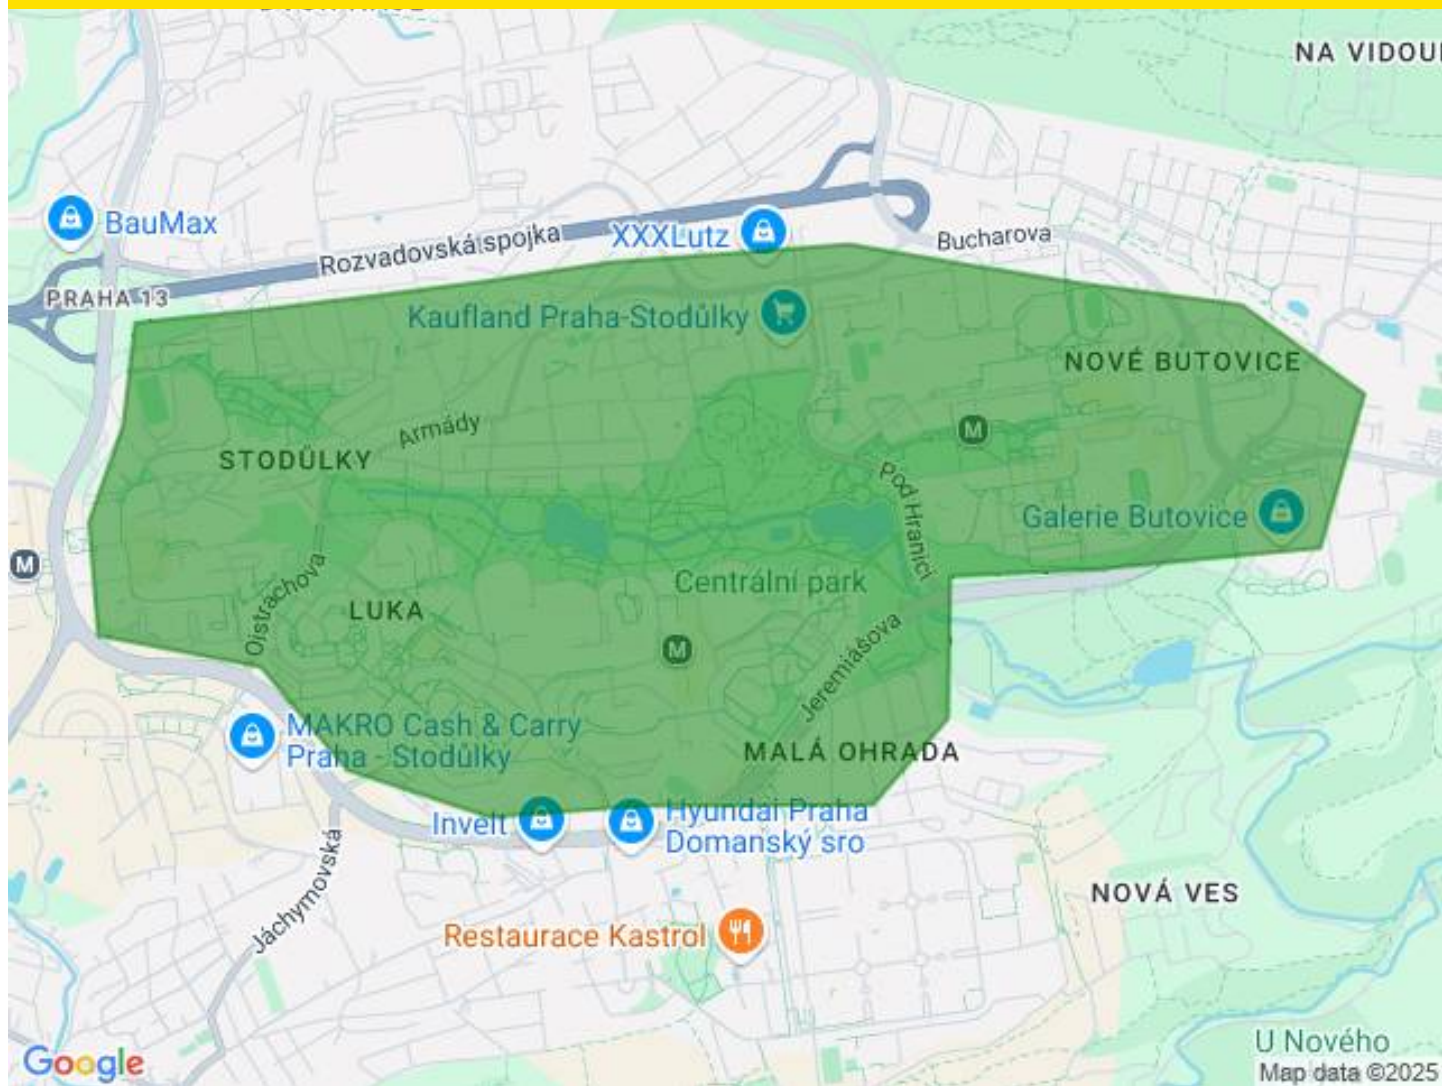 NA VIDOUL
BauMax
Rozvadovská spojka
XXXLutz
Bucharova
PRAHA 13
Kaufland Praha-Stodůlky
NOVÉ BUTOVICE
Armády
STODŮLKY
M
Pod Hranicí
Galerie Butovice
M
Oistrachova
LUKA
Centrální park
M
Jeremiášova
MAKRO Cash & Carry
Praha - Stodůlky
MALÁ OHRADA
Invelt
Hyundai Praha
Domanský sro
Jáchymovská
NOVÁ VES
Restaurace Kastrol
U Nového
Google
Map data ©2025